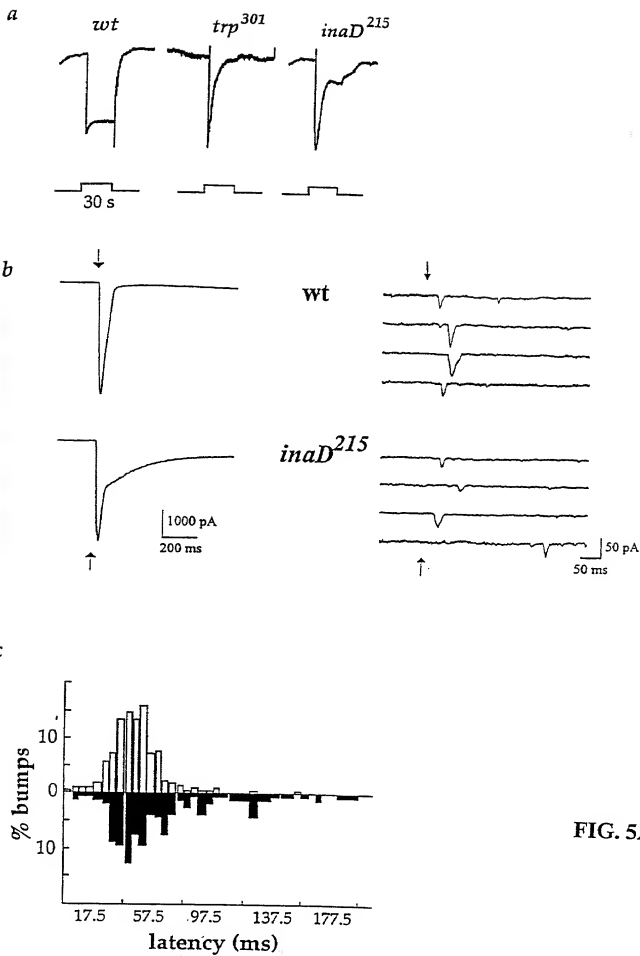 a
wt trp301 inaD215
30 s
b
wt
inaD215
1000 pA
200 ms
50 pA
50 ms
c
10
0
10
% bumps
17.5 57.5 97.5 137.5 177.5
latency (ms)
FIG. 5